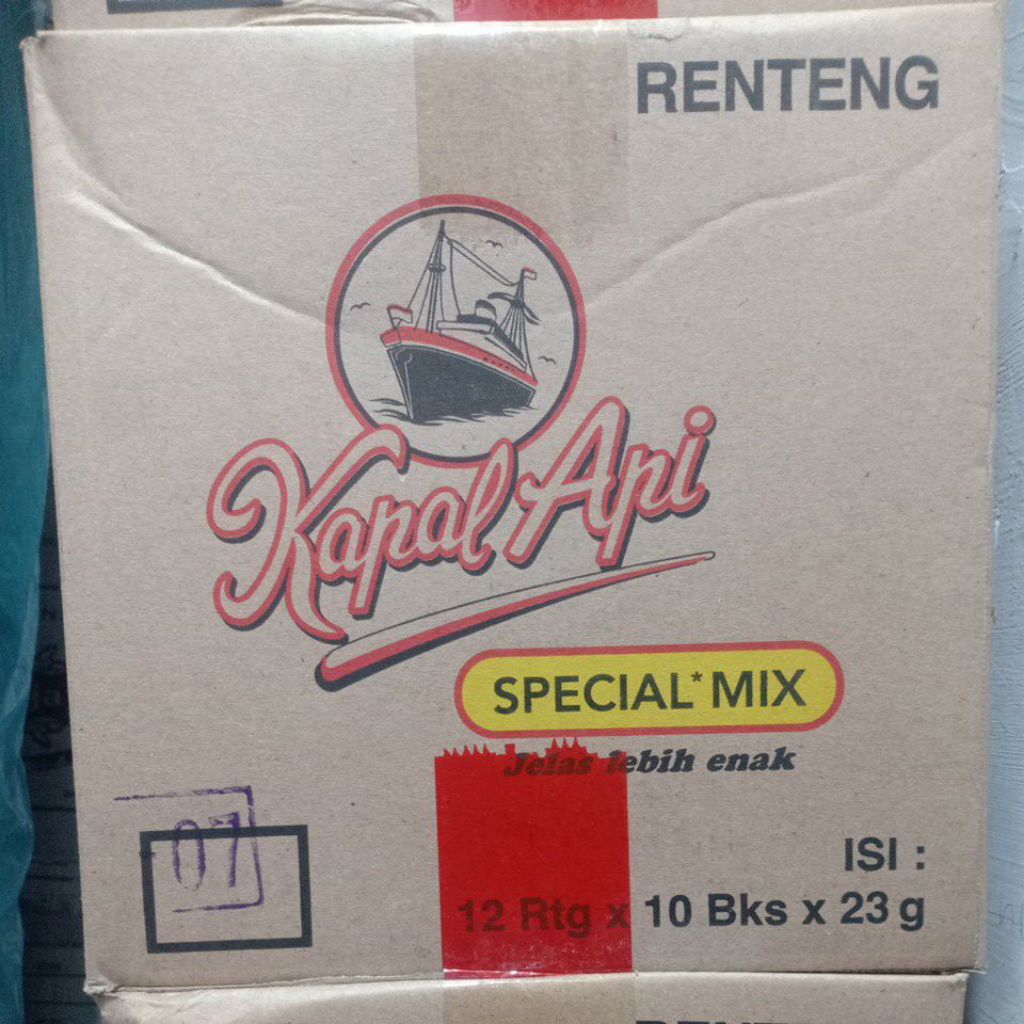 RENTENG
Kapal Api
SPECIAL* MIX
Jelas lebih enak
07
ISI :
12 Rtg x 10 Bks x 23 g